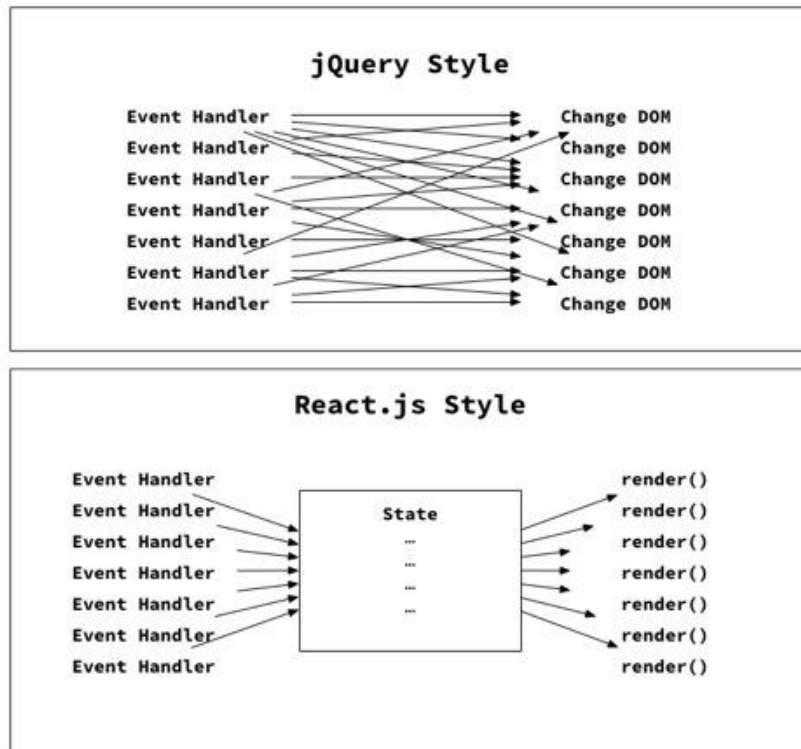 jQuery Style
Event Handler Change DOM
Event Handler Change DOM
Event Handler Change DOM
Event Handler Change DOM
Event Handler Change DOM
Event Handler Change DOM
Event Handler Change DOM
React.js Style
Event Handler render()
Event Handler State render()
Event Handler ... render()
Event Handler ... render()
Event Handler ... render()
Event Handler ... render()
Event Handler render()